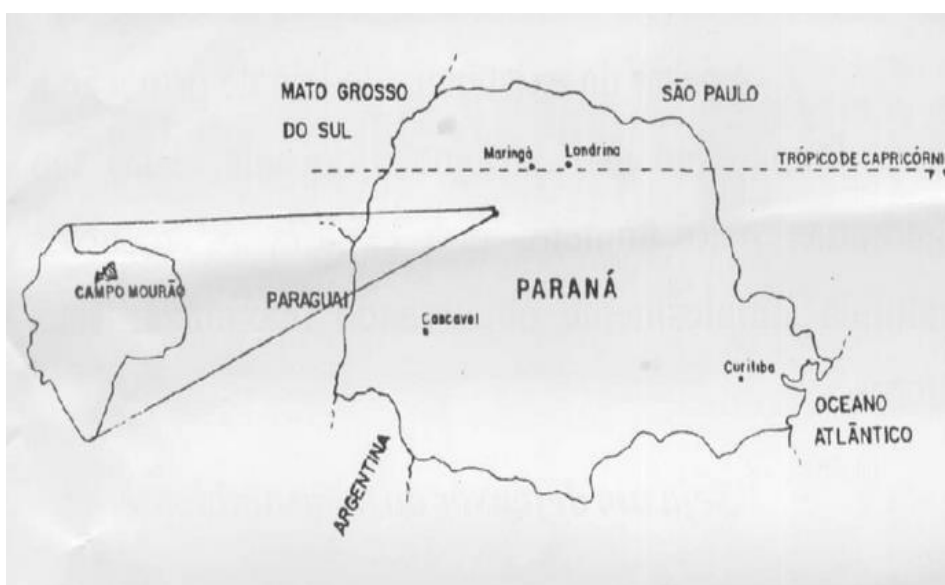 MATO GROSSO
DO SUL
SÃO PAULO
Maringá
Londrina
TRÓPICO DE CAPRICÓRNI
CAMPO MOURÃO
PARAGUAI
PARANÁ
Cascavel
Curitiba
OCEANO
ATLÂNTICO
ARGENTINA